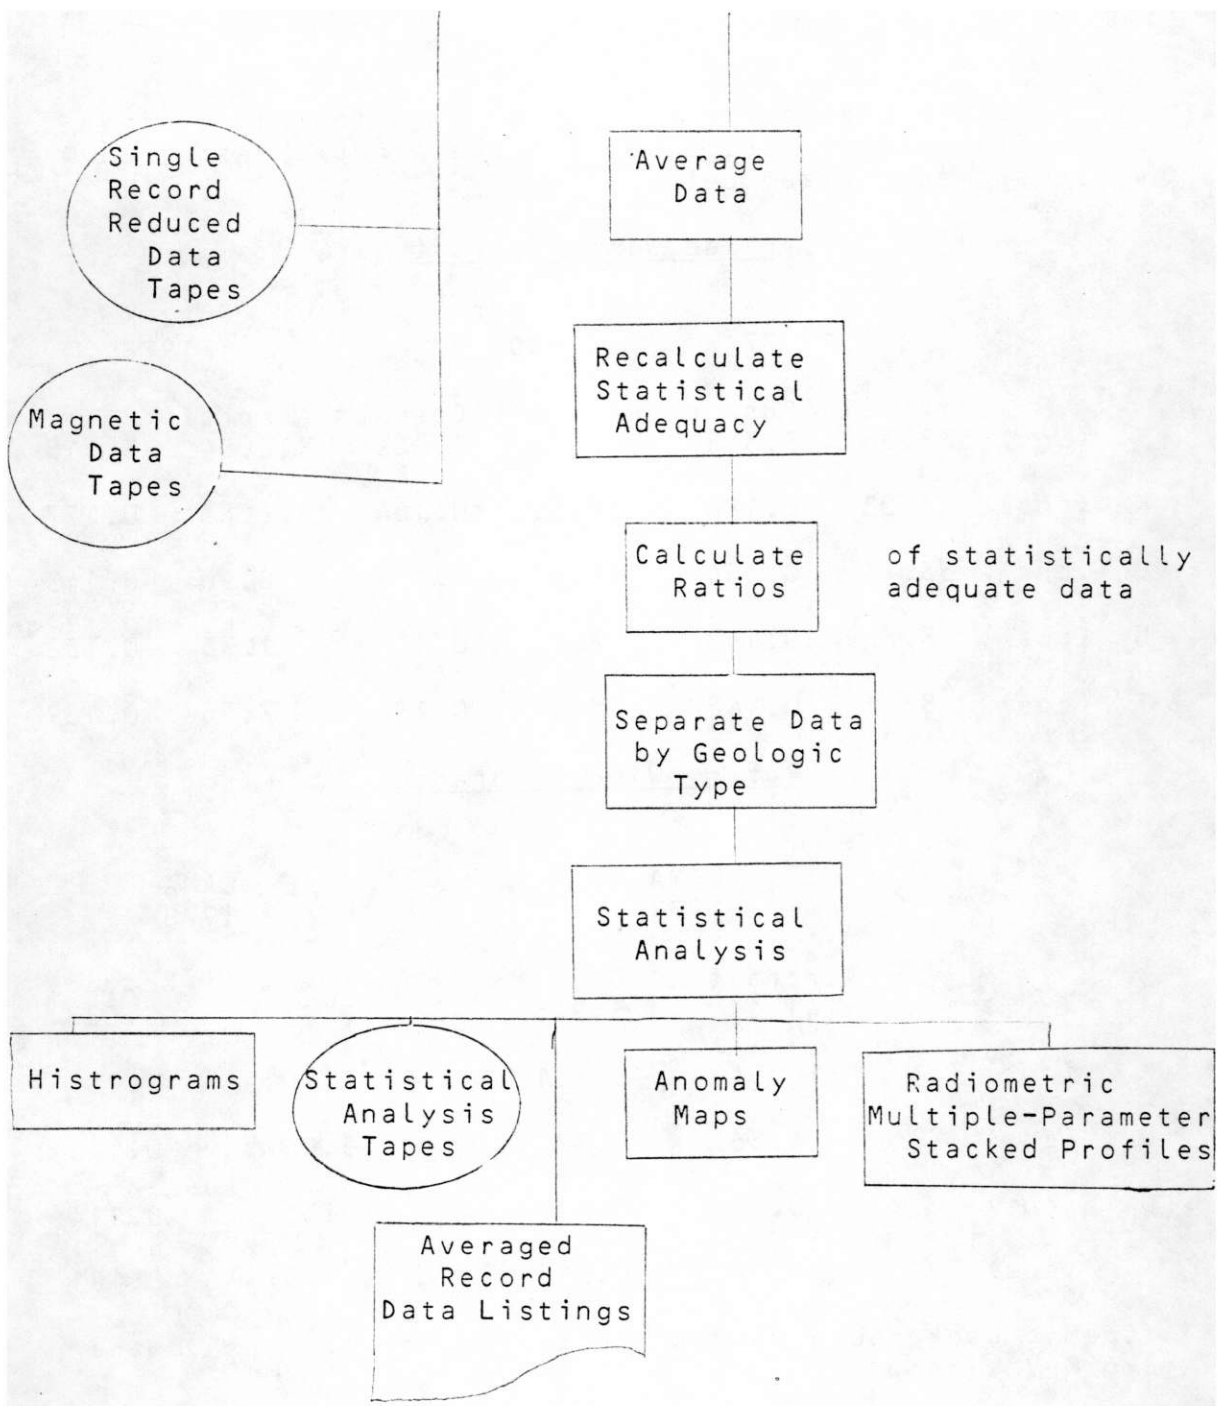 Single
Record
Reduced
Data
Tapes
Average
Data
Recalculate
Statistical
Adequacy
Magnetic
Data
Tapes
Calculate
Ratios
of statistically
adequate data
Separate Data
by Geologic
Type
Statistical
Analysis
Histrograms
Statistical
Analysis
Tapes
Anomaly
Maps
Radiometric
Multiple-Parameter
Stacked Profiles
Averaged
Record
Data Listings